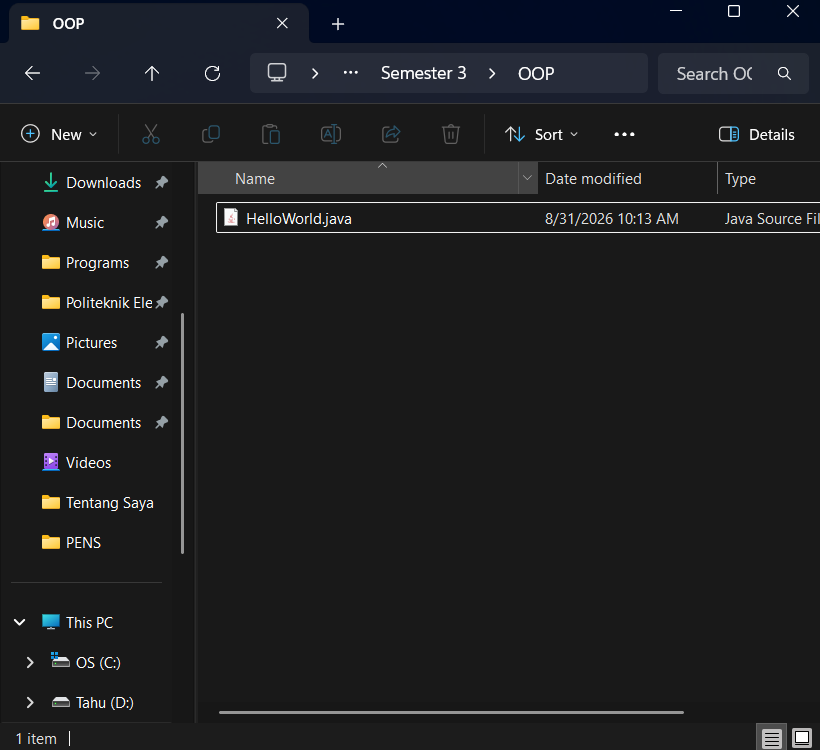 OOP
Semester 3
OOP
Search OC
New
Sort
Details
Downloads
Music
Programs
Politeknik Ele
Pictures
Documents
Documents
Videos
Tentang Saya
PENS
This PC
OS (C:)
Tahu (D:)
Name
Date modified
Type
HelloWorld.java
8/31/2026 10:13 AM
Java Source Fil
1 item